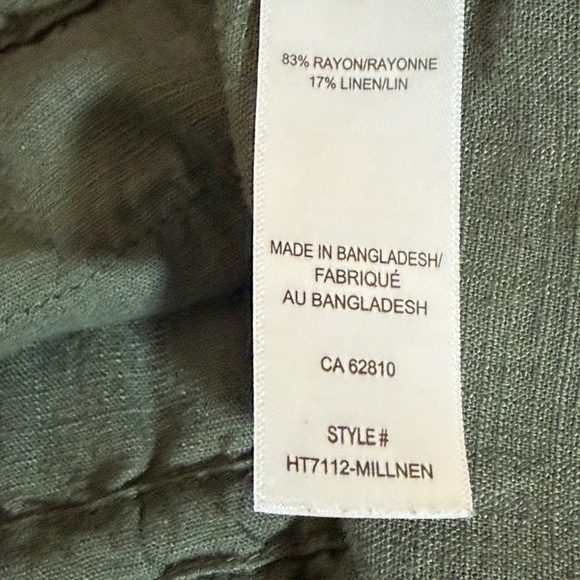 83% RAYON/RAYONNE
17% LINEN/LIN
MADE IN BANGLADESH/
FABRIQUÉ
AU BANGLADESH
CA 62810
STYLE #
HT7112-MILLNEN